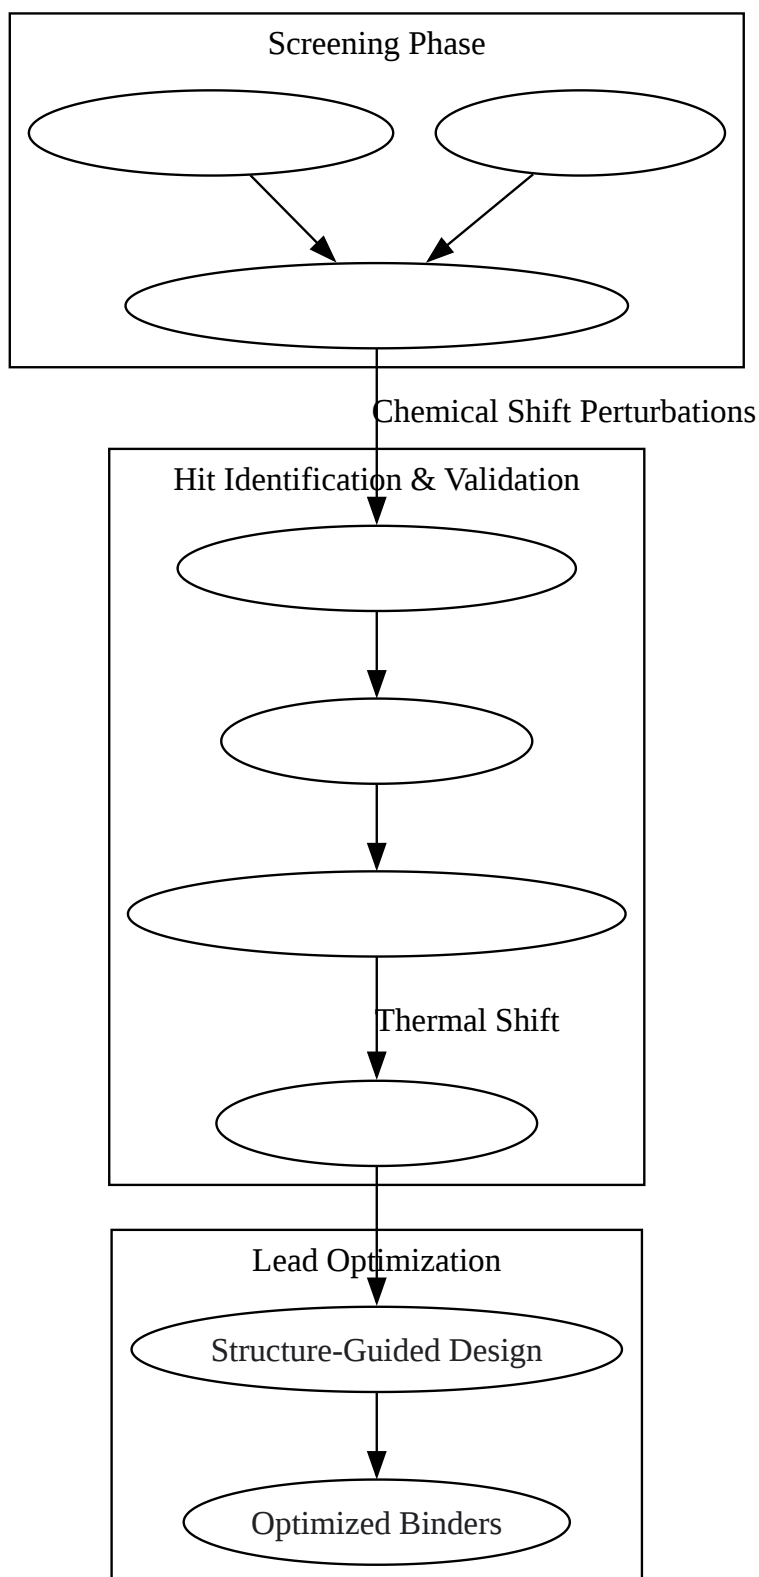 Screening Phase
Chemical Shift Perturbations
Hit Identification & Validation
Thermal Shift
Lead Optimization
Structure-Guided Design
Optimized Binders